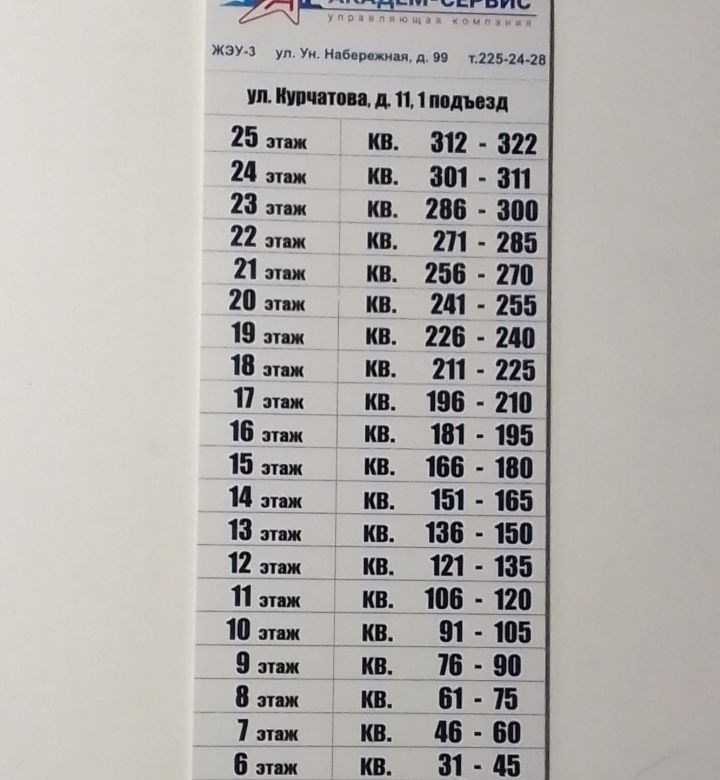 АКАДЕМ-СЕРВИС
управляющая компания
ЖЭУ-3 ул. Ун. Набережная, д. 99 т.225-24-28
ул. Курчатова, д. 11, 1 подъезд
25 этаж КВ. 312 - 322
24 этаж КВ. 301 - 311
23 этаж КВ. 286 - 300
22 этаж КВ. 271 - 285
21 этаж КВ. 256 - 270
20 этаж КВ. 241 - 255
19 этаж КВ. 226 - 240
18 этаж КВ. 211 - 225
17 этаж КВ. 196 - 210
16 этаж КВ. 181 - 195
15 этаж КВ. 166 - 180
14 этаж КВ. 151 - 165
13 этаж КВ. 136 - 150
12 этаж КВ. 121 - 135
11 этаж КВ. 106 - 120
10 этаж КВ. 91 - 105
9 этаж КВ. 76 - 90
8 этаж КВ. 61 - 75
7 этаж КВ. 46 - 60
6 этаж КВ. 31 - 45